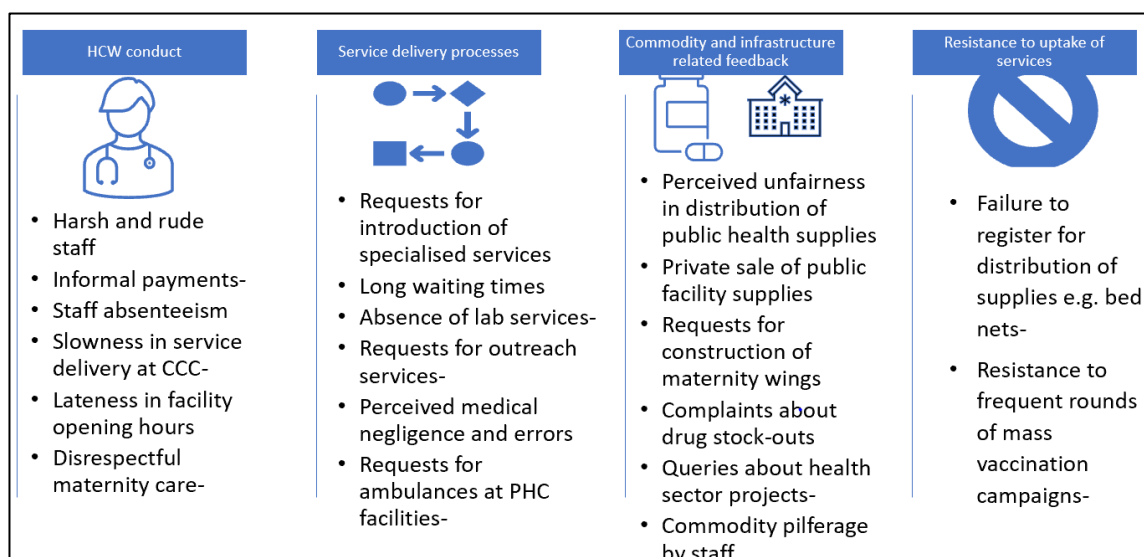 HCW conduct
• Harsh and rude
staff
• Informal payments-
• Staff absenteeism
• Slowness in service
delivery at CCC-
• Lateness in facility
opening hours
• Disrespectful
maternity care-
Service delivery processes
• Requests for
introduction of
specialised services
• Long waiting times
• Absence of lab services-
• Requests for outreach
services-
• Perceived medical
negligence and errors
• Requests for
ambulances at PHC
facilities-
Commodity and infrastructure
related feedback
• Perceived unfairness
in distribution of
public health supplies
• Private sale of public
facility supplies
• Requests for
construction of
maternity wings
• Complaints about
drug stock-outs
• Queries about health
sector projects-
• Commodity pilferage
by staff
Resistance to uptake of
services
• Failure to
register for
distribution of
supplies e.g. bed
nets-
• Resistance to
frequent rounds
of mass
vaccination
campaigns-